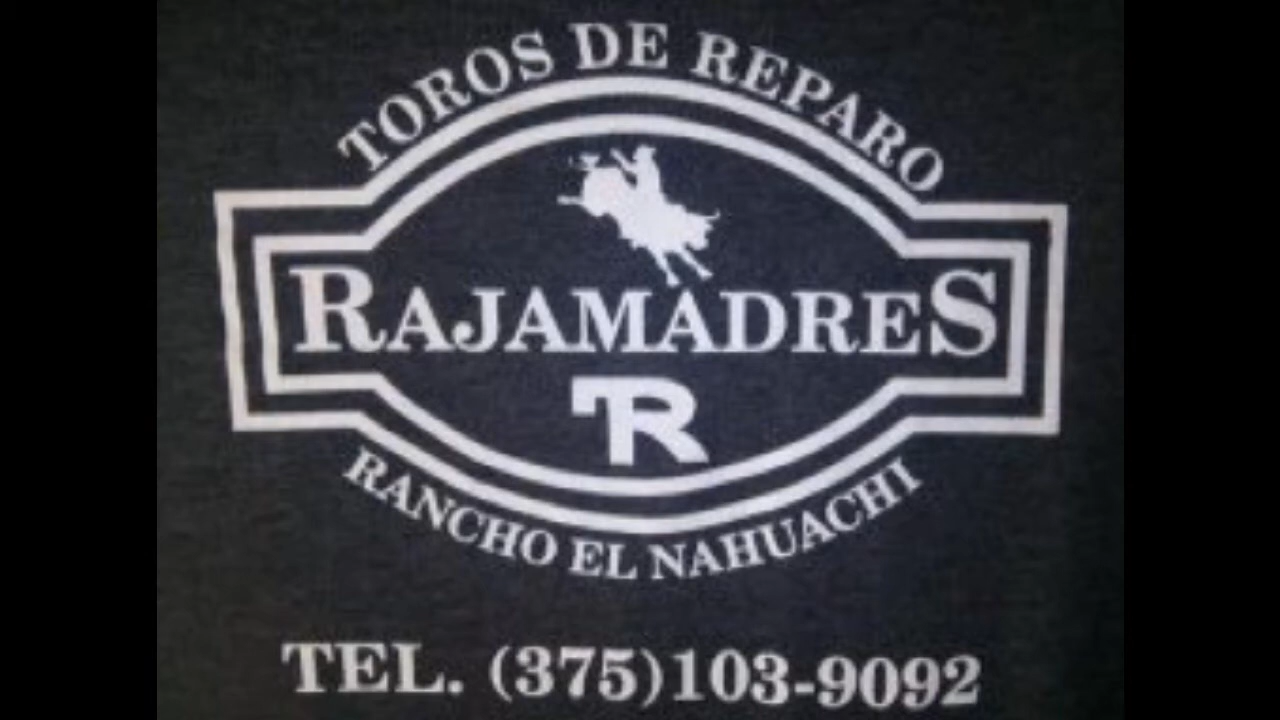 TOROS DE REPARO
RAJAMADRES
TR
RANCHO EL NAHUACHI
TEL. (375)103-9092